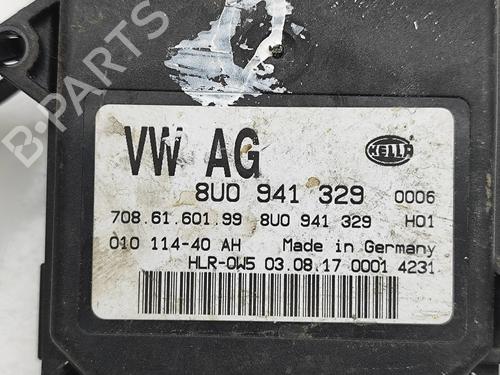 B-PARTS
VW AG
HELLA
8U0 941 329 0006
708.61.601.99 8U0 941 329 H01
010 114-40 AH Made in Germany
HLR-0W5 03.08.17 0001 4231